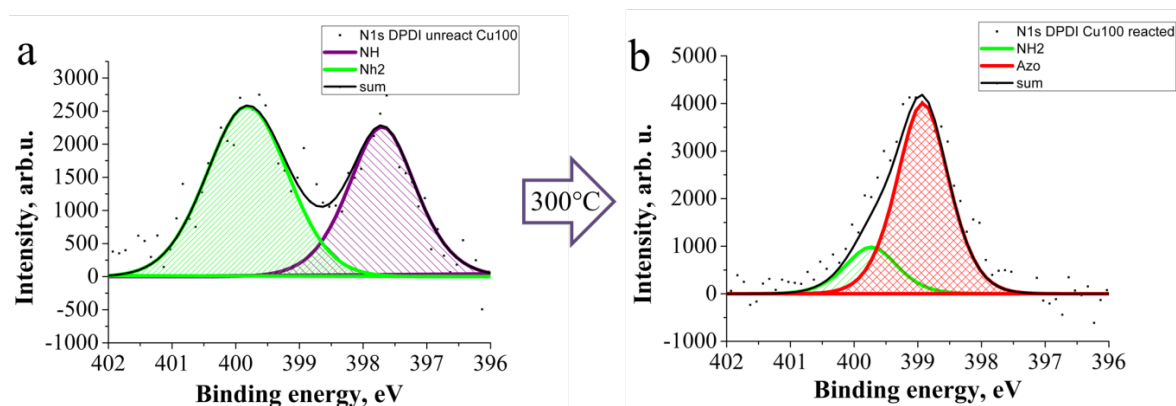 a
N1s DPDI unreact Cu100
NH
Nh2
sum
3000
2500
2000
1500
1000
500
0
-500
-1000
Intensity, arb.u.
402 401 400 399 398 397 396
Binding energy, eV
300°C
b
N1s DPDI Cu100 reacted
NH2
Azo
sum
5000
4000
3000
2000
1000
0
-1000
Intensity, arb. u.
402 401 400 399 398 397 396
Binding energy, eV